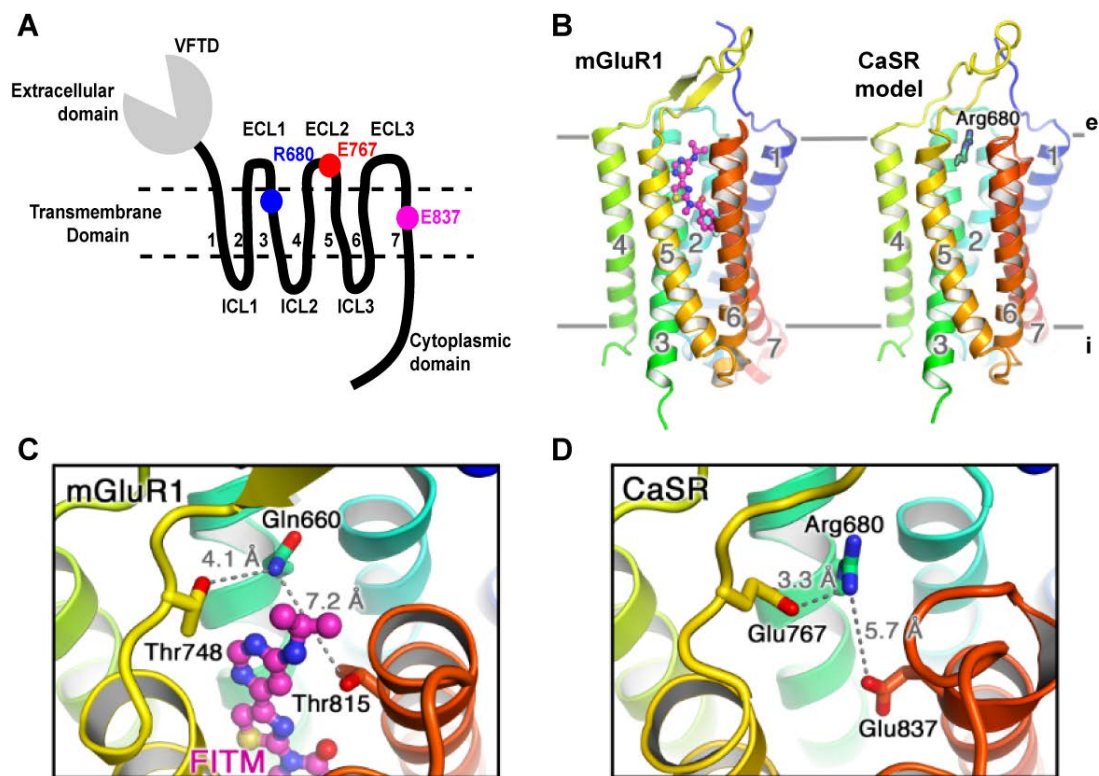 A
VFTD
Extracellular
domain
ECL1
ECL2
ECL3
R680
E767
E837
Transmembrane
Domain
1
2
3
4
5
6
7
ICL1
ICL2
ICL3
Cytoplasmic
domain
B
mGluR1
CaSR
model
Arg680
e
1
1
4
5
2
4
5
2
6
7
6
7
3
3
i
C
mGluR1
Gln660
4.1 Å
7.2 Å
Thr748
Thr815
FITM
D
CaSR
Arg680
3.3 Å
Glu767
5.7 Å
Glu837